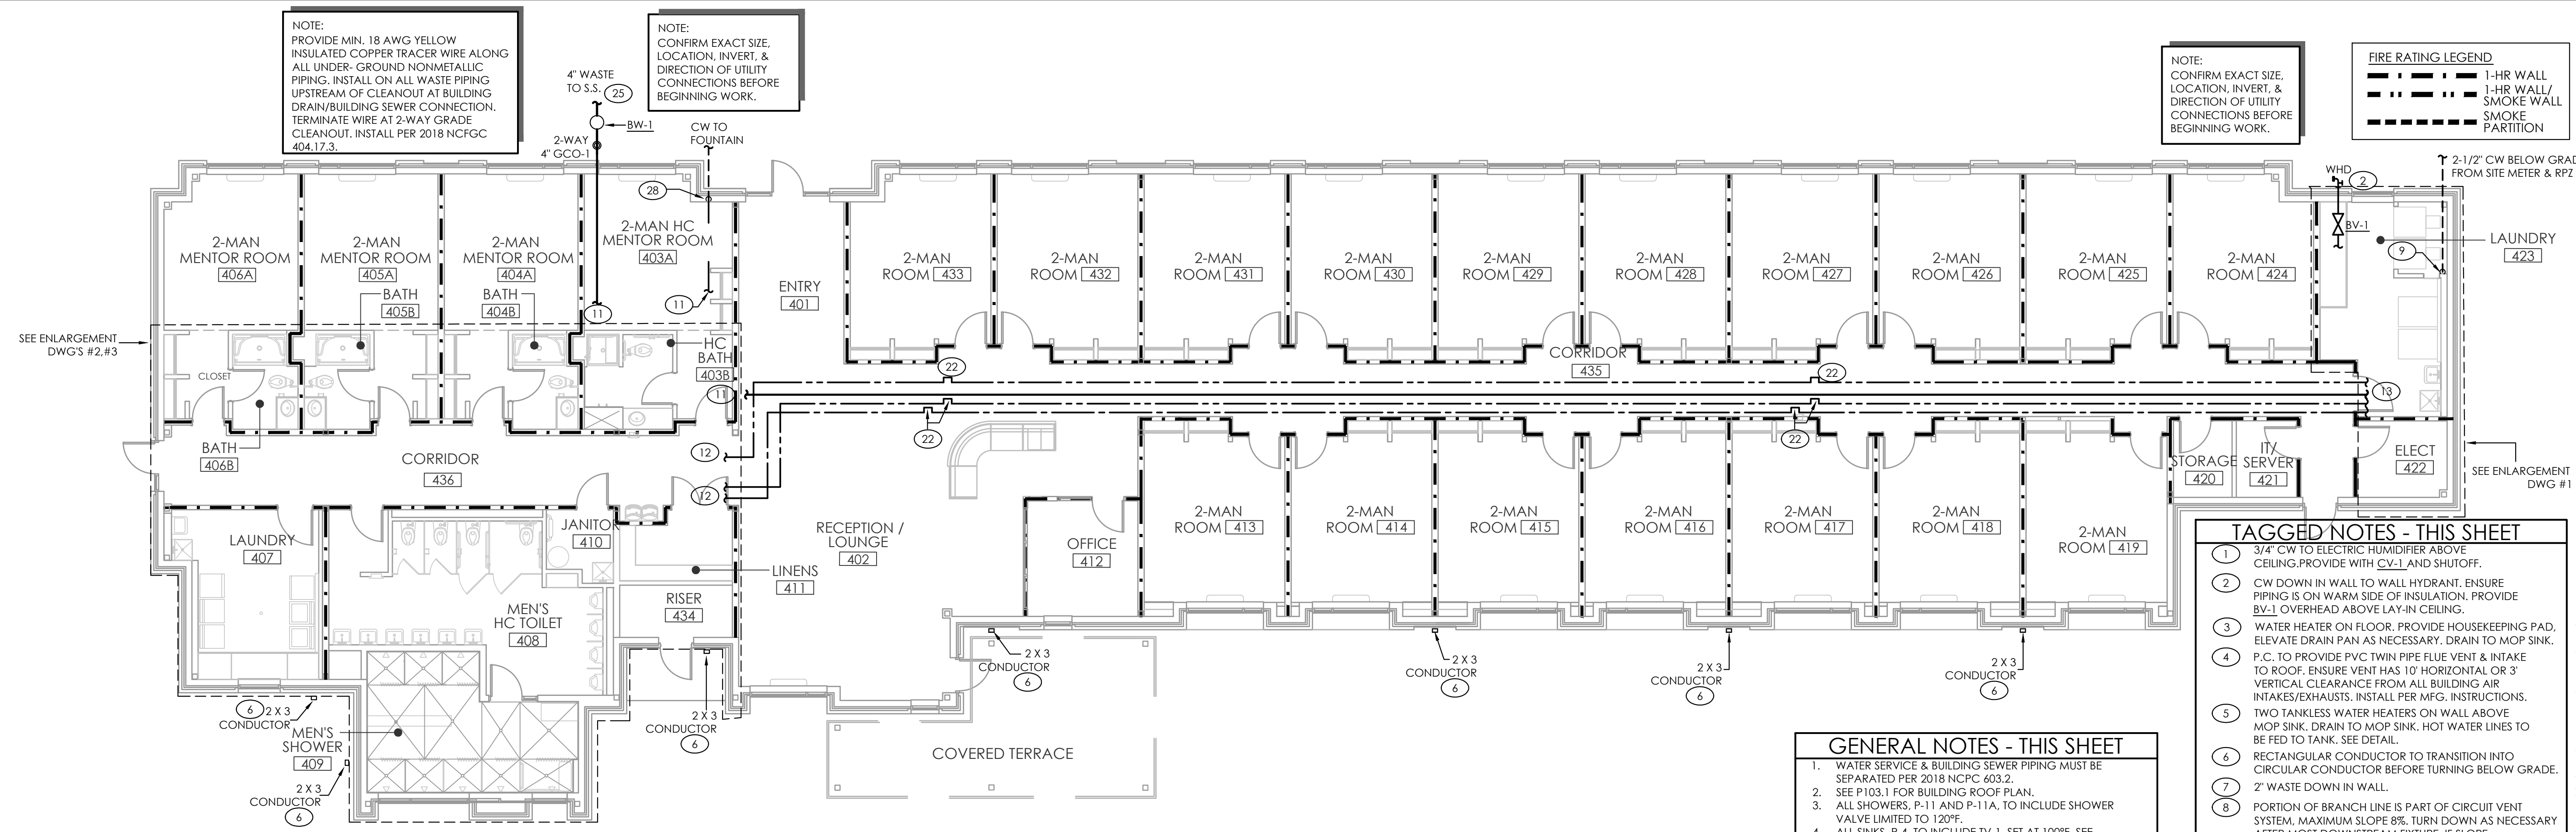 NOTE:
PROVIDE MIN. 18 AWG YELLOW
INSULATED COPPER TRACER WIRE ALONG
ALL UNDER- GROUND NONMETALLIC
PIPING. INSTALL ON ALL WASTE PIPING
UPSTREAM OF CLEANOUT AT BUILDING
DRAIN/BUILDING SEWER CONNECTION.
TERMINATE WIRE AT 2-WAY GRADE
CLEANOUT. INSTALL PER 2018 NCFGC
404.17.3.
4" WASTE
TO S.S.
25
BW-1
2-WAY
4" GCO-1
NOTE:
CONFIRM EXACT SIZE,
LOCATION, INVERT, &
DIRECTION OF UTILITY
CONNECTIONS BEFORE
BEGINNING WORK.
CW TO
FOUNTAIN
28
NOTE:
CONFIRM EXACT SIZE,
LOCATION, INVERT, &
DIRECTION OF UTILITY
CONNECTIONS BEFORE
BEGINNING WORK.
FIRE RATING LEGEND
1-HR WALL
1-HR WALL/
SMOKE WALL
SMOKE
PARTITION
2-1/2" CW BELOW GRAD
FROM SITE METER & RPZ
WHD
2
BV-1
9
LAUNDRY
423
2-MAN
MENTOR ROOM
406A
2-MAN
MENTOR ROOM
405A
2-MAN
MENTOR ROOM
404A
2-MAN HC
MENTOR ROOM
403A
BATH
405B
BATH
404B
11
11
ENTRY
401
2-MAN
ROOM 433
2-MAN
ROOM 432
2-MAN
ROOM 431
2-MAN
ROOM 430
2-MAN
ROOM 429
2-MAN
ROOM 428
2-MAN
ROOM 427
2-MAN
ROOM 426
2-MAN
ROOM 425
2-MAN
ROOM 424
SEE ENLARGEMENT
DWG'S #2,#3
CLOSET
HC
BATH
403B
11
CORRIDOR
435
22
22
13
22
22
BATH
406B
CORRIDOR
436
12
12
STORAGE
420
IT/
SERVER
421
ELECT
422
SEE ENLARGEMENT
DWG #1
LAUNDRY
407
JANITOR
410
LINENS
411
RISER
434
MEN'S
HC TOILET
408
RECEPTION /
LOUNGE
402
OFFICE
412
2-MAN
ROOM 413
2-MAN
ROOM 414
2-MAN
ROOM 415
2-MAN
ROOM 416
2-MAN
ROOM 417
2-MAN
ROOM 418
2-MAN
ROOM 419
6
2 X 3
CONDUCTOR
MEN'S
SHOWER
409
2 X 3
CONDUCTOR
6
2 X 3
CONDUCTOR
6
2 X 3
CONDUCTOR
6
2 X 3
CONDUCTOR
6
2 X 3
CONDUCTOR
6
2 X 3
CONDUCTOR
6
COVERED TERRACE
GENERAL NOTES - THIS SHEET
1. WATER SERVICE & BUILDING SEWER PIPING MUST BE
SEPARATED PER 2018 NCPC 603.2.
2. SEE P103.1 FOR BUILDING ROOF PLAN.
3. ALL SHOWERS, P-11 AND P-11A, TO INCLUDE SHOWER
VALVE LIMITED TO 120°F.
4. ALL SINKS, P-4, TO INCLUDE TV-1, SET AT 100°F. SEE
TAGGED NOTES - THIS SHEET
1 3/4" CW TO ELECTRIC HUMIDIFIER ABOVE
CEILING.PROVIDE WITH CV-1 AND SHUTOFF.
2 CW DOWN IN WALL TO WALL HYDRANT. ENSURE
PIPING IS ON WARM SIDE OF INSULATION. PROVIDE
BV-1 OVERHEAD ABOVE LAY-IN CEILING.
3 WATER HEATER ON FLOOR. PROVIDE HOUSEKEEPING PAD,
ELEVATE DRAIN PAN AS NECESSARY. DRAIN TO MOP SINK.
4 P.C. TO PROVIDE PVC TWIN PIPE FLUE VENT & INTAKE
TO ROOF. ENSURE VENT HAS 10' HORIZONTAL OR 3'
VERTICAL CLEARANCE FROM ALL BUILDING AIR
INTAKES/EXHAUSTS. INSTALL PER MFG. INSTRUCTIONS.
5 TWO TANKLESS WATER HEATERS ON WALL ABOVE
MOP SINK. DRAIN TO MOP SINK. HOT WATER LINES TO
BE FED TO TANK. SEE DETAIL.
6 RECTANGULAR CONDUCTOR TO TRANSITION INTO
CIRCULAR CONDUCTOR BEFORE TURNING BELOW GRADE.
7 2" WASTE DOWN IN WALL.
8 PORTION OF BRANCH LINE IS PART OF CIRCUIT VENT
SYSTEM, MAXIMUM SLOPE 8%. TURN DOWN AS NECESSARY
AFTER MOST DOWNSTREAM FIXTURE IF SLOPE